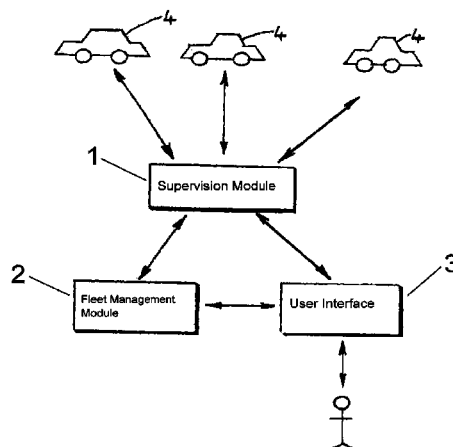 4
4
4
1
Supervision Module
2
Fleet Management
Module
User Interface
3